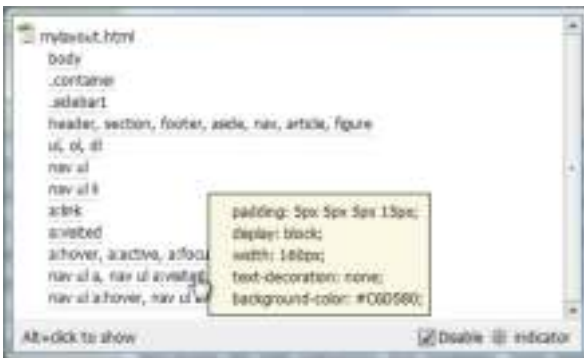 mylayout.html
body
.container
.sidebar1
header, section, footer, aside, nav, article, figure
ul, ol, dl
nav ul
nav ul li
a:link
a:visited
a:hover, a:active, a:focu
nav ul a, nav ul a:visited,
nav ul a:hover, nav ul
padding: 5px 5px 5px 15px;
display: block;
width: 160px;
text-decoration: none;
background-color: #C6D580;
Alt+click to show
Disable
indicator